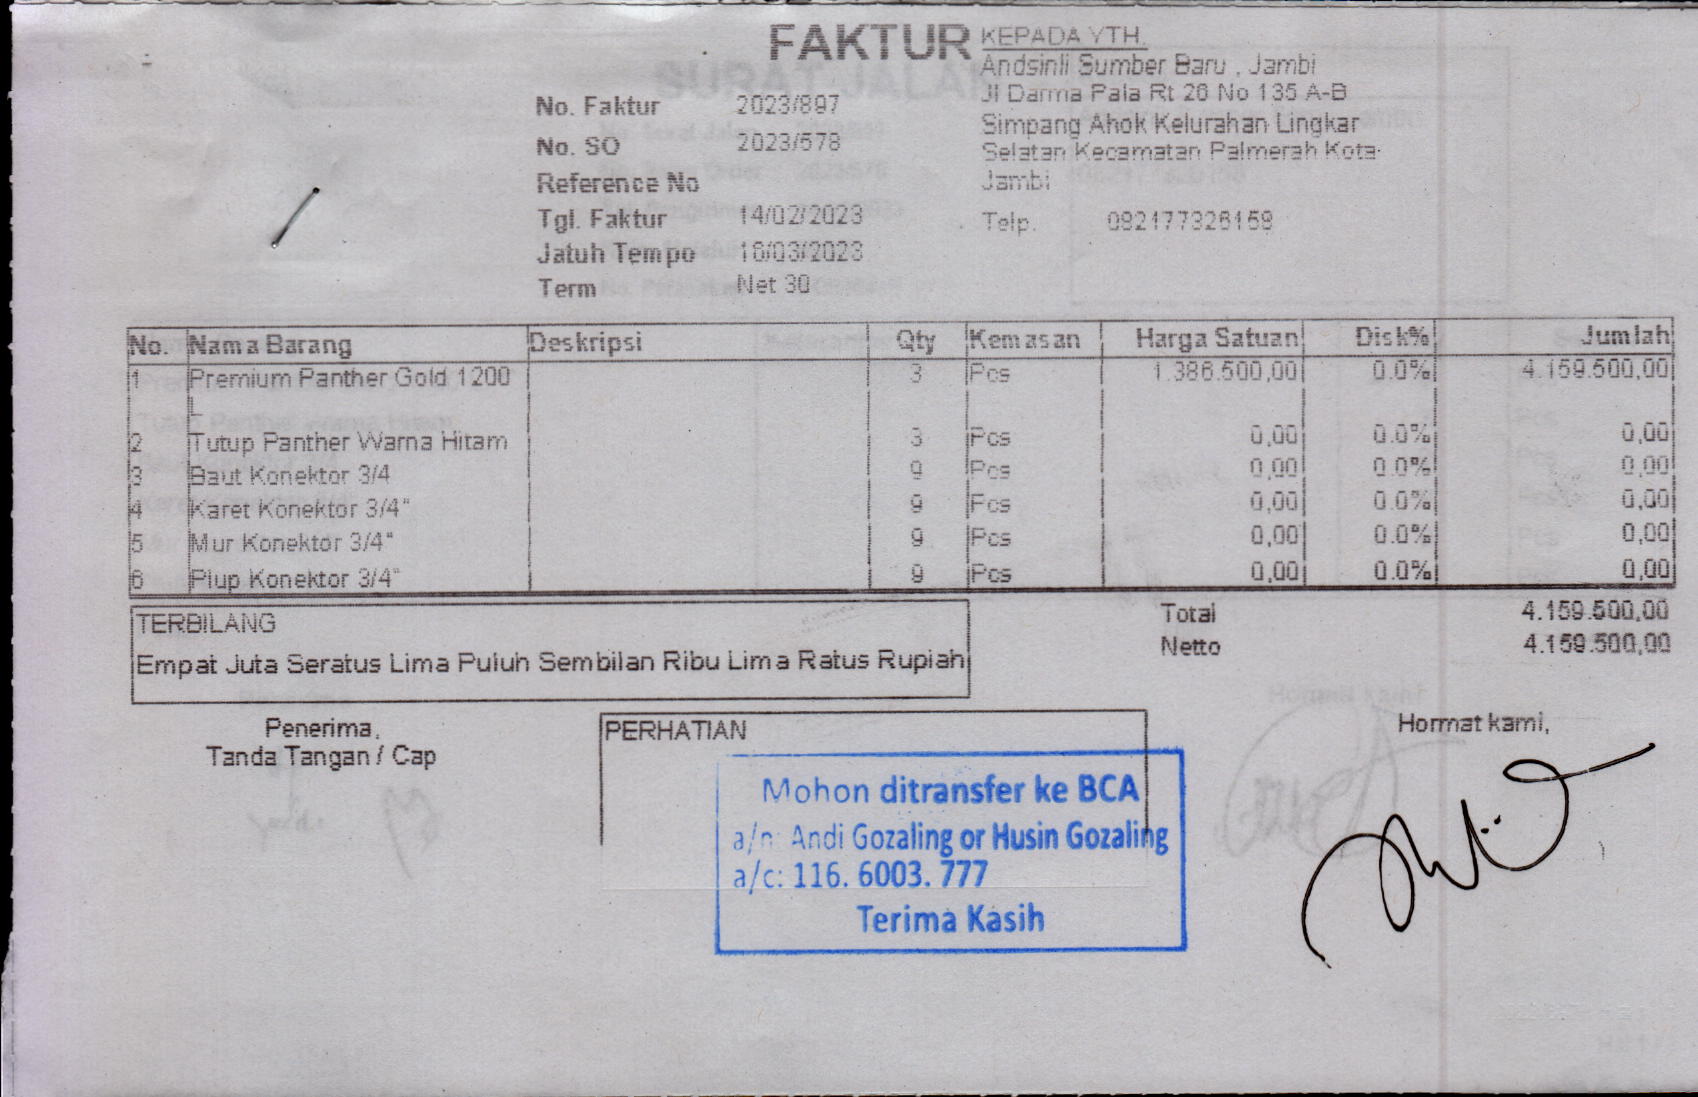 FAKTUR
KEPADA YTH.
Andsinli Sumber Baru , Jambi
Jl Darma Pala Rt 26 No 135 A-B
Simpang Ahok Kelurahan Lingkar
Selatan Kecamatan Palmerah Kota
Jambi
Telp. 082177326159
No. Faktur 2023/897
No. SO 2023/578
Reference No
Tgl. Faktur 14/02/2023
Jatuh Tempo 16/03/2023
Term Net 30
No. Nama Barang Deskripsi Qty Kemasan Harga Satuan Disk% Jumlah
1 Premium Panther Gold 1200 3 Pcs 1.386.500,00 0.0% 4.159.500,00
L
2 Tutup Panther Warna Hitam 3 Pcs 0,00 0.0% 0,00
3 Baut Konektor 3/4 9 Pcs 0,00 0.0% 0,00
4 Karet Konektor 3/4" 9 Pcs 0,00 0.0% 0,00
5 Mur Konektor 3/4" 9 Pcs 0,00 0.0% 0,00
6 Plup Konektor 3/4" 9 Pcs 0,00 0.0% 0,00
TERBILANG
Empat Juta Seratus Lima Puluh Sembilan Ribu Lima Ratus Rupiah
Total 4.159.500,00
Netto 4.159.500,00
Penerima,
Tanda Tangan / Cap
PERHATIAN
Mohon ditransfer ke BCA
a/n: Andi Gozaling or Husin Gozaling
a/c: 116. 6003. 777
Terima Kasih
Hormat kami,